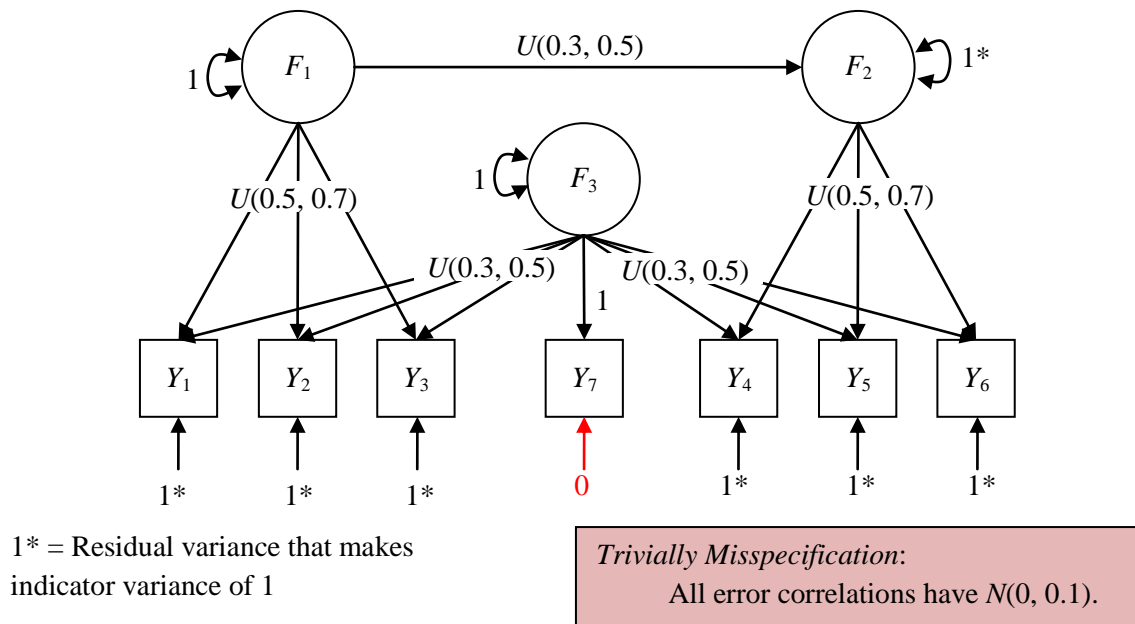 U(0.3, 0.5)
1 F₁ F₂ 1*
1 F₃
U(0.5, 0.7) U(0.5, 0.7)
U(0.3, 0.5) U(0.3, 0.5)
1
Y₁ Y₂ Y₃ Y₇ Y₄ Y₅ Y₆
1* 1* 1* 0 1* 1* 1*
1* = Residual variance that makes
indicator variance of 1
Trivially Misspecification:
All error correlations have N(0, 0.1).